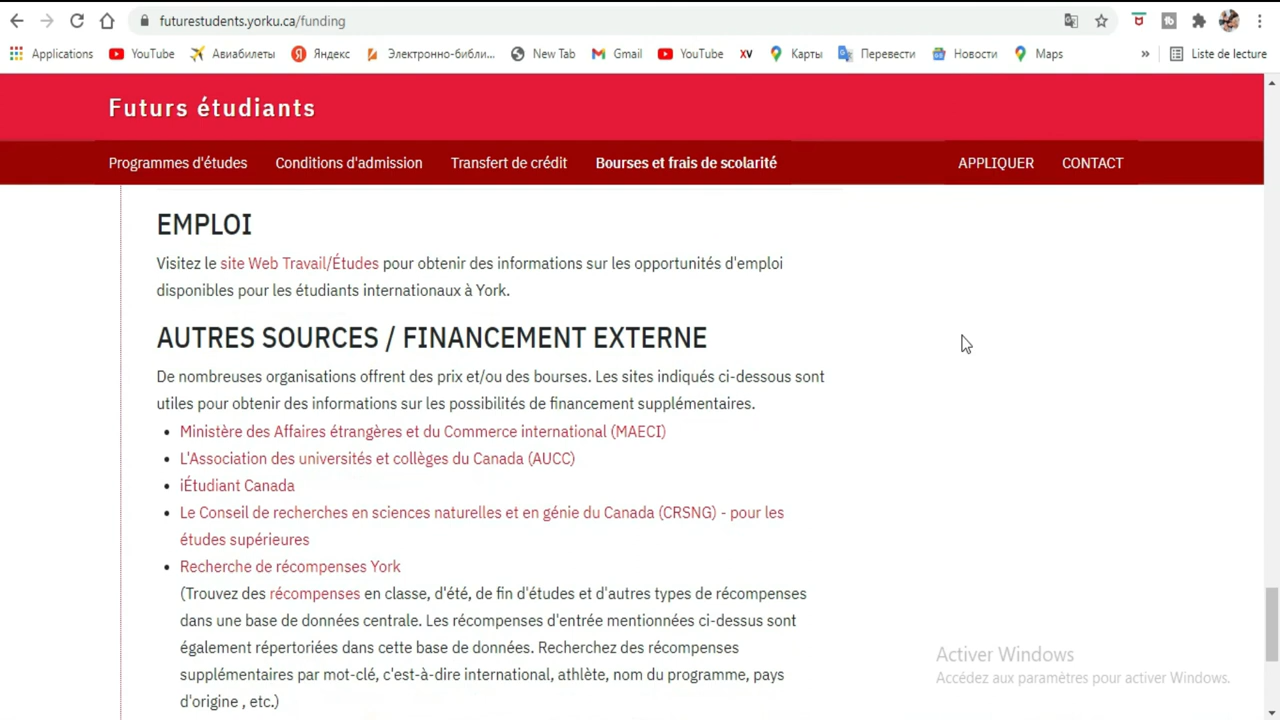 futurestudents.yorku.ca/funding
Applications YouTube Авиабилеты Яндекс Электронно-библи... New Tab Gmail YouTube XV Карты Перевести Новости Maps » Liste de lecture
Futurs étudiants
Programmes d'études Conditions d'admission Transfert de crédit Bourses et frais de scolarité APPLIQUER CONTACT
EMPLOI
Visitez le site Web Travail/Études pour obtenir des informations sur les opportunités d'emploi
disponibles pour les étudiants internationaux à York.
AUTRES SOURCES / FINANCEMENT EXTERNE
De nombreuses organisations offrent des prix et/ou des bourses. Les sites indiqués ci-dessous sont
utiles pour obtenir des informations sur les possibilités de financement supplémentaires.
• Ministère des Affaires étrangères et du Commerce international (MAECI)
• L'Association des universités et collèges du Canada (AUCC)
• iÉtudiant Canada
• Le Conseil de recherches en sciences naturelles et en génie du Canada (CRSNG) - pour les
études supérieures
• Recherche de récompenses York
(Trouvez des récompenses en classe, d'été, de fin d'études et d'autres types de récompenses
dans une base de données centrale. Les récompenses d'entrée mentionnées ci-dessus sont
également répertoriées dans cette base de données. Recherchez des récompenses
supplémentaires par mot-clé, c'est-à-dire international, athlète, nom du programme, pays
d'origine , etc.)
Activer Windows
Accédez aux paramètres pour activer Windows.